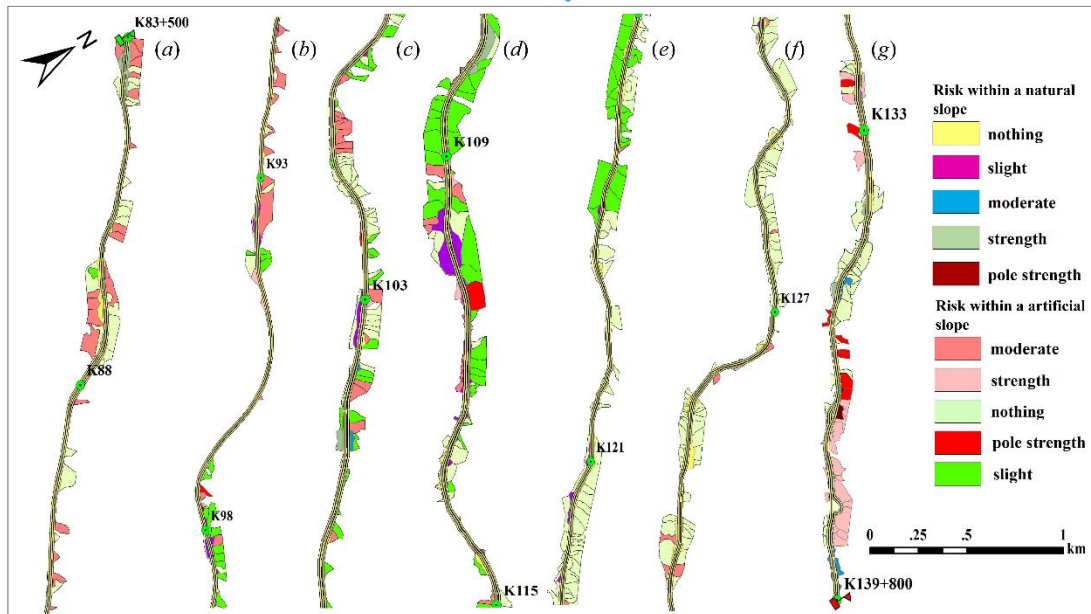 K83+500
N
(a)
(b)
(c)
(d)
(e)
(f)
(g)
K88
K93
K98
K103
K109
K115
K121
K127
K133
K139+800
Risk within a natural
slope
nothing
slight
moderate
strength
pole strength
Risk within a artificial
slope
moderate
strength
nothing
pole strength
slight
0 .5 1
km